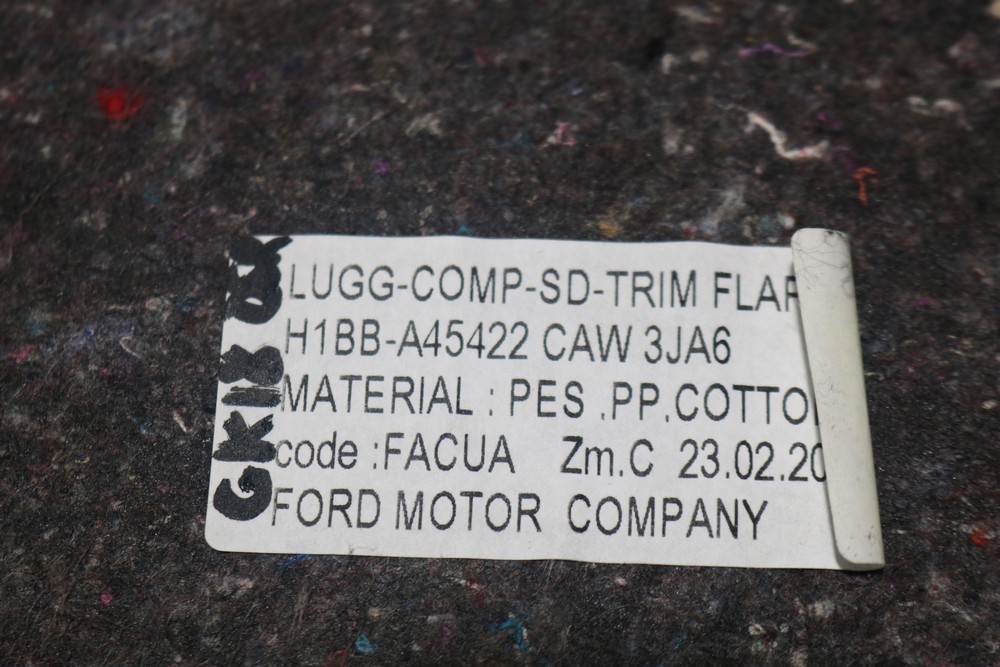 LUGG-COMP-SD-TRIM FLAP
H1BB-A45422 CAW 3JA6
MATERIAL : PES .PP.COTTO
code :FACUA Zm.C 23.02.20
FORD MOTOR COMPANY